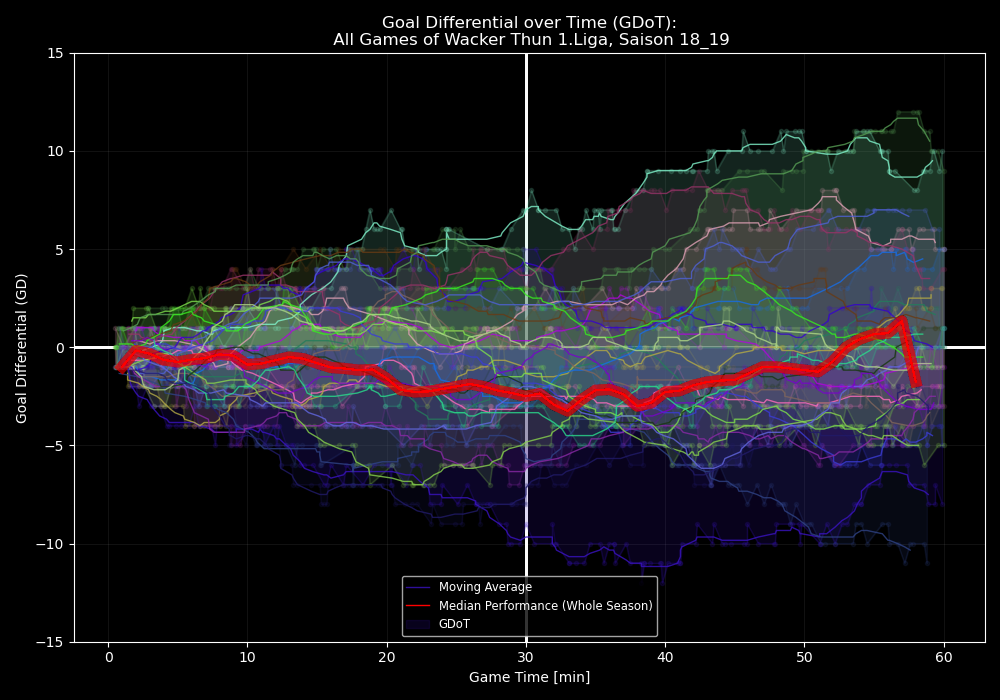 Goal Differential over Time (GDoT):
All Games of Wacker Thun 1.Liga, Saison 18_19
Goal Differential (GD)
15
10
5
0
−5
−10
−15
Moving Average
Median Performance (Whole Season)
GDoT
0 10 20 30 40 50 60
Game Time [min]